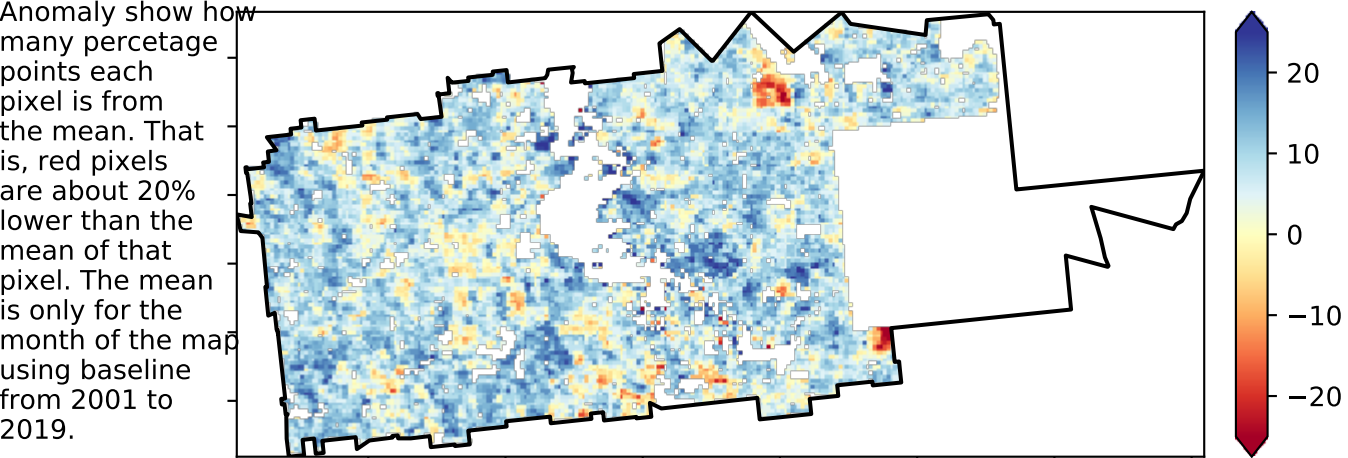 Anomaly show how
many percetage
points each
pixel is from
the mean. That
is, red pixels
are about 20%
lower than the
mean of that
pixel. The mean
is only for the
month of the map
using baseline
from 2001 to
2019.
20
10
0
−10
−20